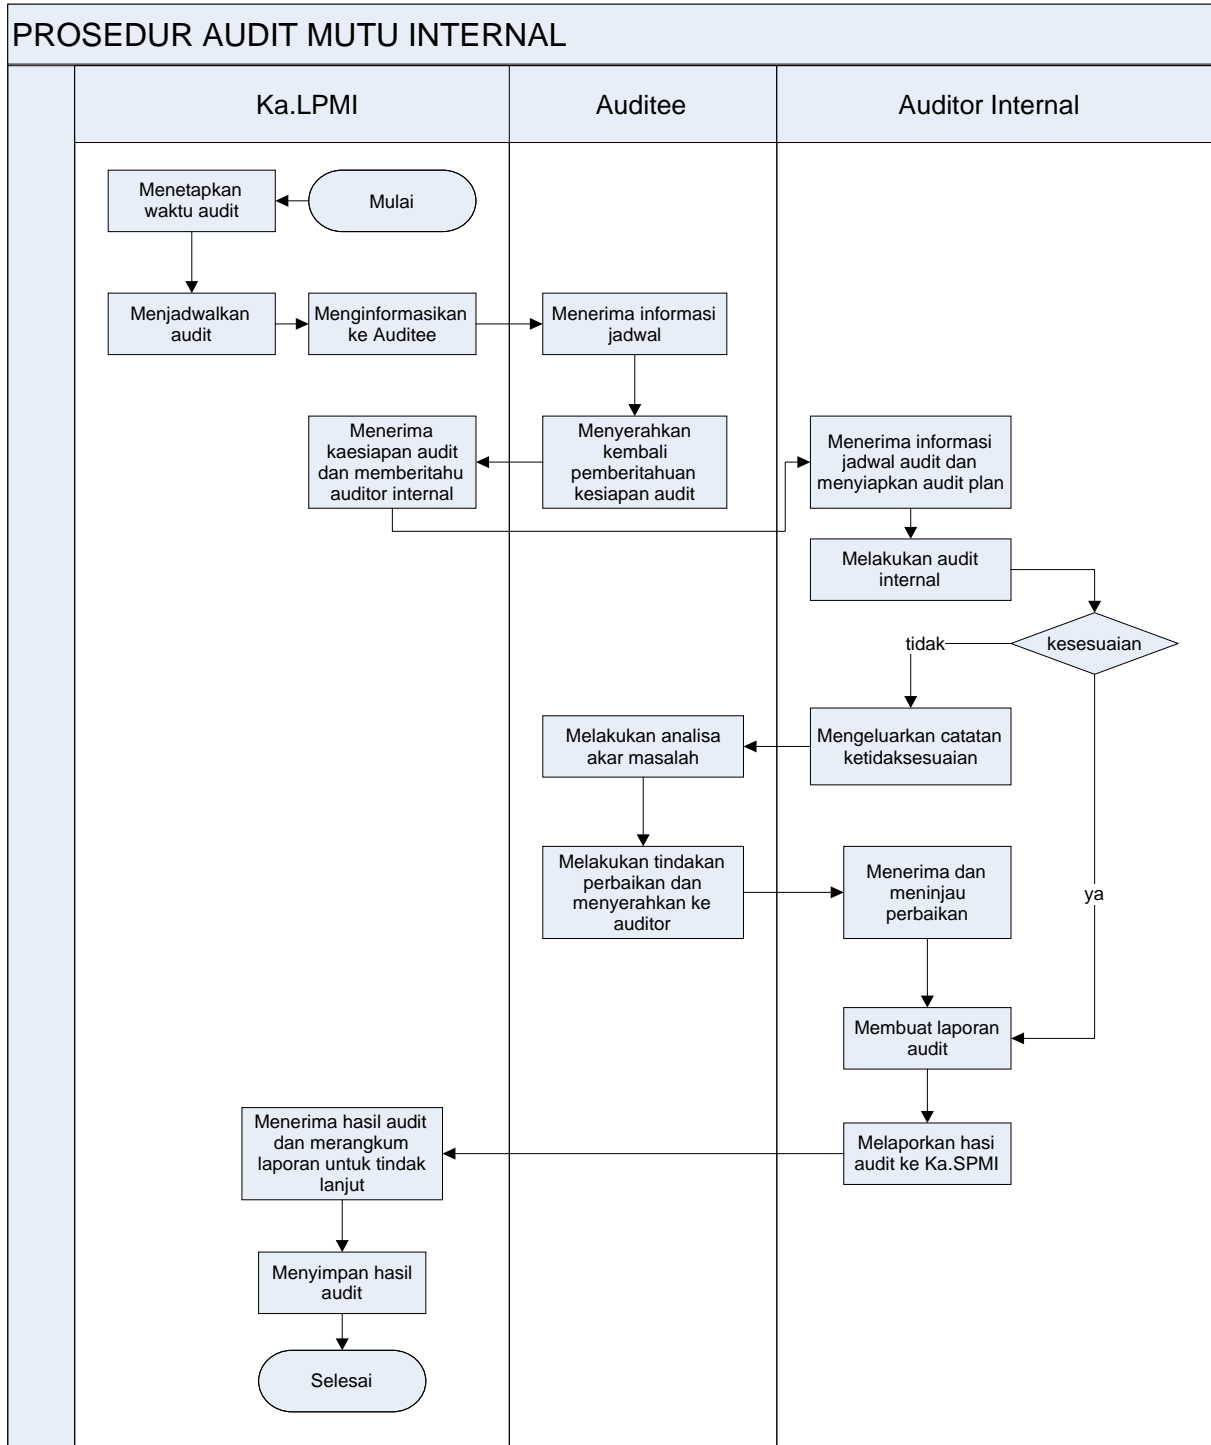 PROSEDUR AUDIT MUTU INTERNAL
Ka.LPMI
Auditee
Auditor Internal
Menetapkan
waktu audit
Mulai
Menjadwalkan
audit
Menginformasikan
ke Auditee
Menerima informasi
jadwal
Menerima
kaesiapan audit
dan memberitahu
auditor internal
Menyerahkan
kembali
pemberitahuan
kesiapan audit
Menerima informasi
jadwal audit dan
menyiapkan audit plan
Melakukan audit
internal
tidak
kesesuaian
Melakukan analisa
akar masalah
Mengeluarkan catatan
ketidaksesuaian
Melakukan tindakan
perbaikan dan
menyerahkan ke
auditor
Menerima dan
meninjau
perbaikan
ya
Membuat laporan
audit
Menerima hasil audit
dan merangkum
laporan untuk tindak
lanjut
Melaporkan hasi
audit ke Ka.SPMI
Menyimpan hasil
audit
Selesai